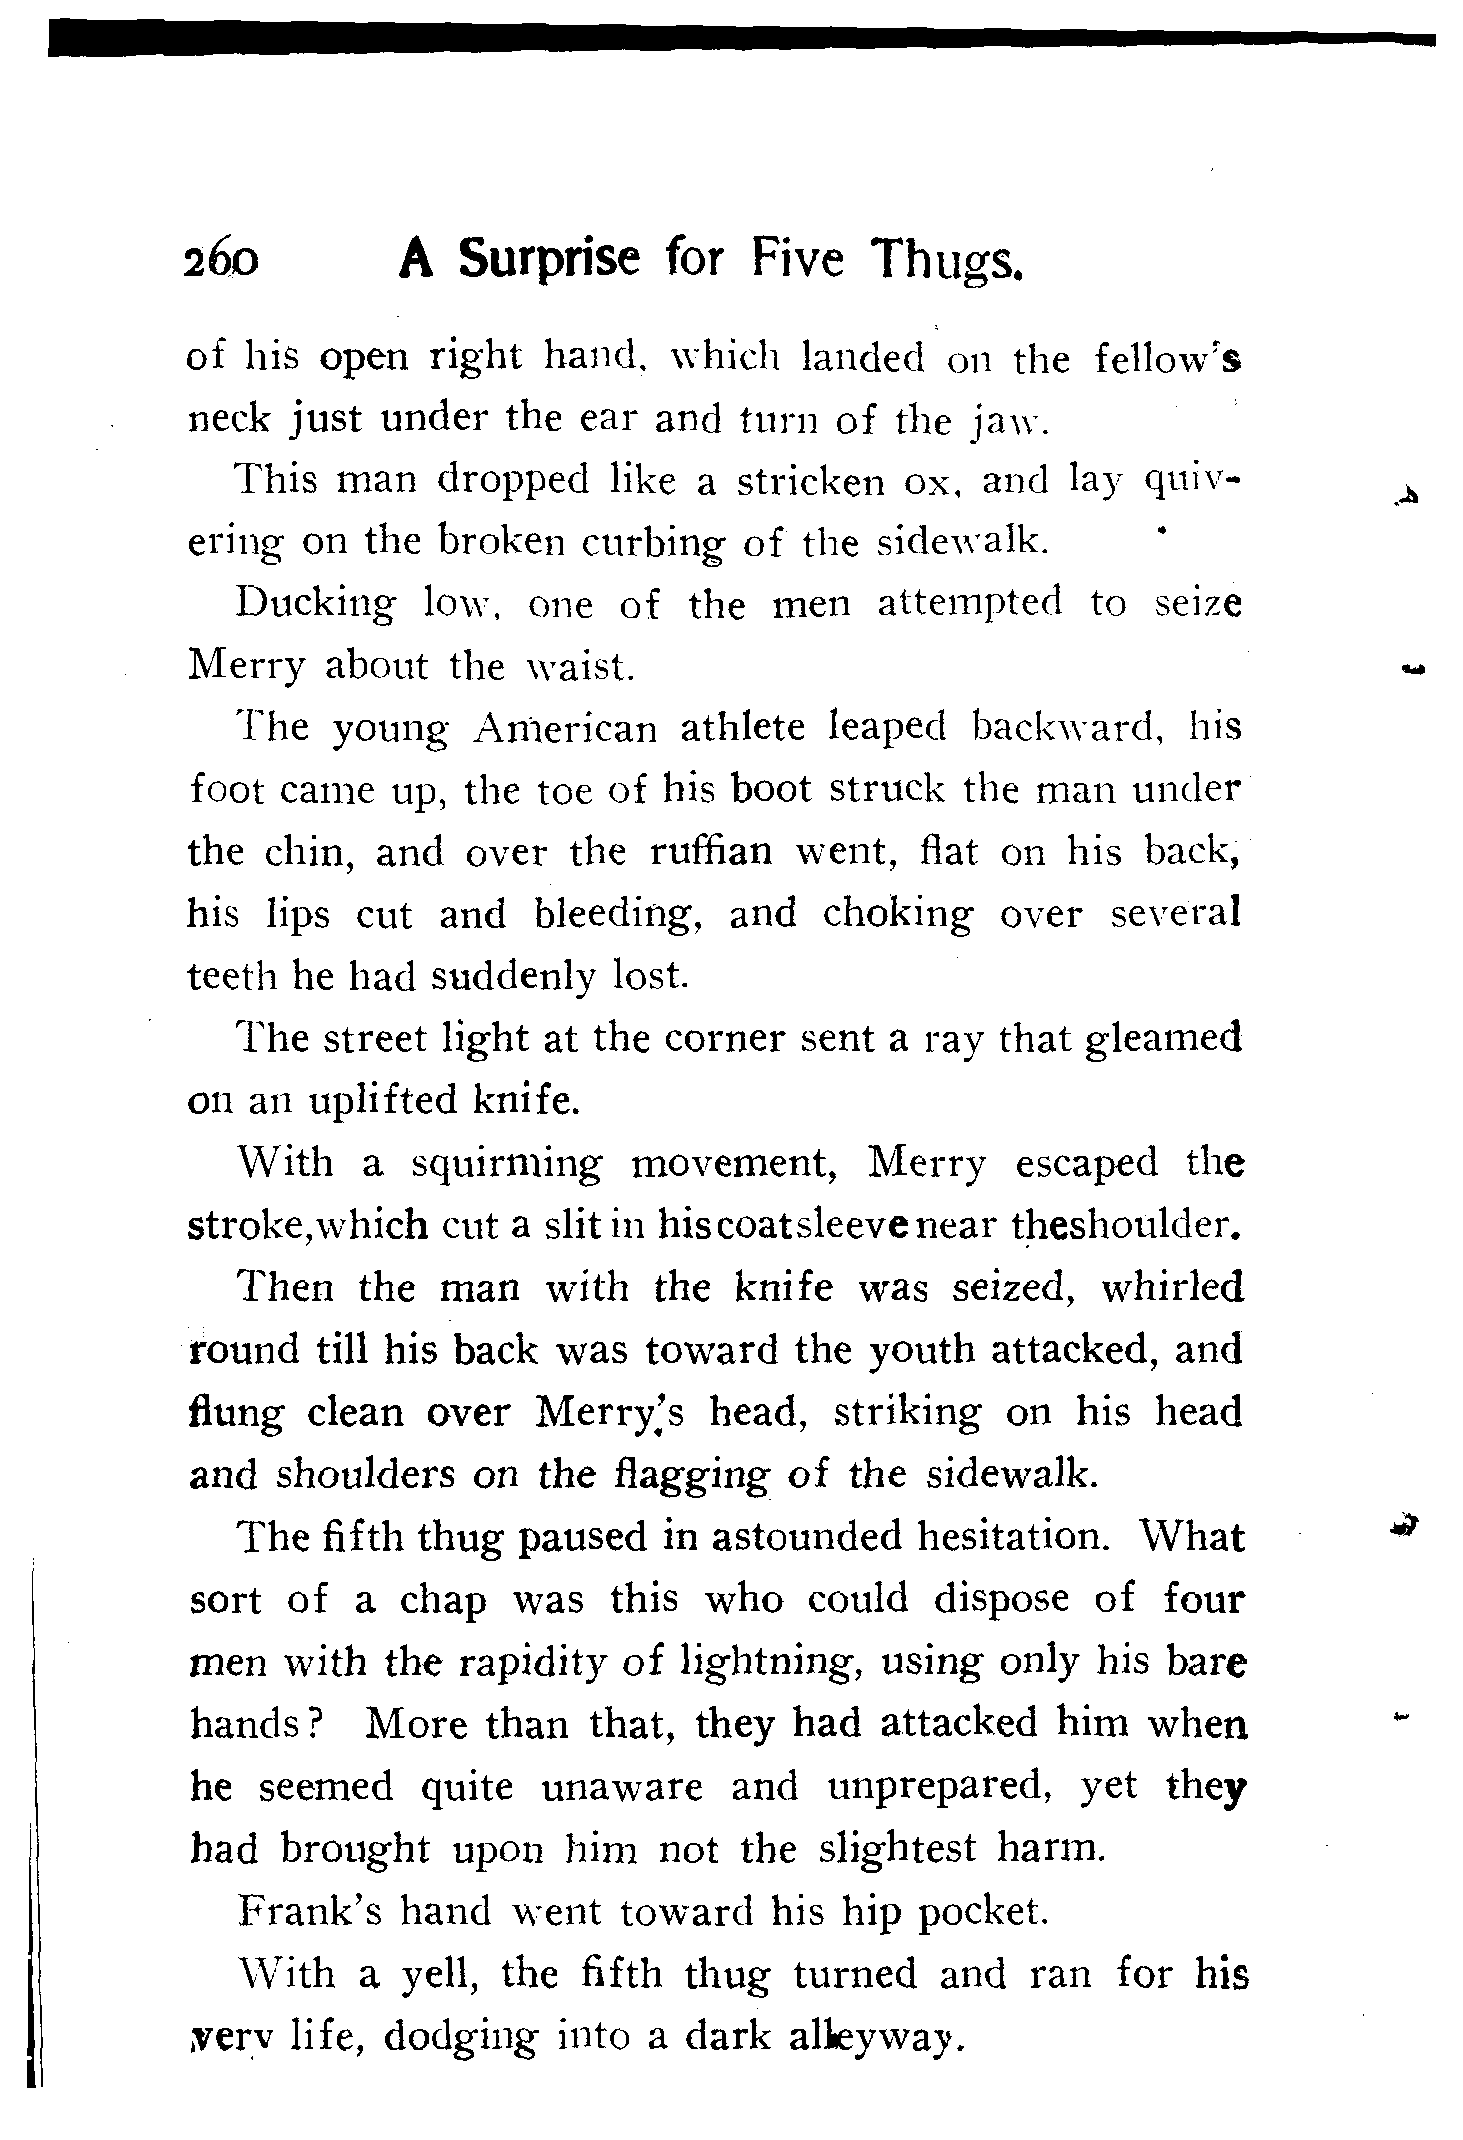 260 A Surprise for Five Thugs.
of his open right hand, which landed on the fellow's
neck just under the ear and turn of the jaw.
This man dropped like a stricken ox, and lay quiv-
ering on the broken curbing of the sidewalk.
Ducking low, one of the men attempted to seize
Merry about the waist.
The young American athlete leaped backward, his
foot came up, the toe of his boot struck the man under
the chin, and over the ruffian went, flat on his back,
his lips cut and bleeding, and choking over several
teeth he had suddenly lost.
The street light at the corner sent a ray that gleamed
on an uplifted knife.
With a squirming movement, Merry escaped the
stroke, which cut a slit in his coat sleeve near the shoulder.
Then the man with the knife was seized, whirled
round till his back was toward the youth attacked, and
flung clean over Merry's head, striking on his head
and shoulders on the flagging of the sidewalk.
The fifth thug paused in astounded hesitation. What
sort of a chap was this who could dispose of four
men with the rapidity of lightning, using only his bare
hands? More than that, they had attacked him when
he seemed quite unaware and unprepared, yet they
had brought upon him not the slightest harm.
Frank's hand went toward his hip pocket.
With a yell, the fifth thug turned and ran for his
very life, dodging into a dark alleyway.